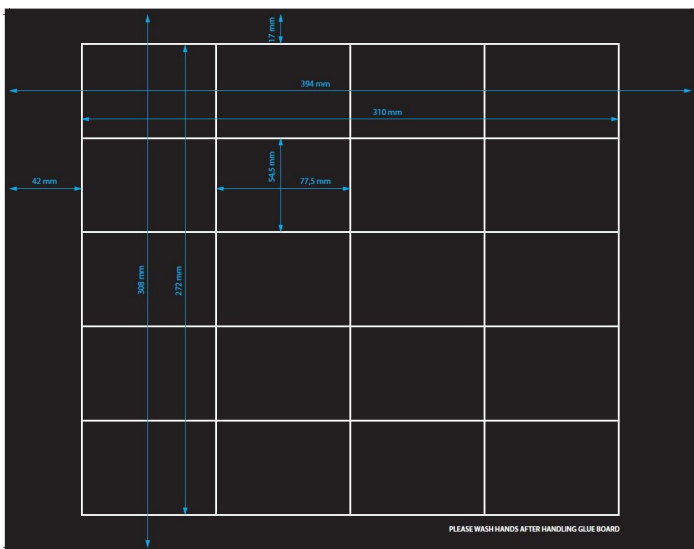 17 mm
394 mm
310 mm
54,5 mm
42 mm
77,5 mm
308 mm
272 mm
PLEASE WASH HANDS AFTER HANDLING GLUE BOARD